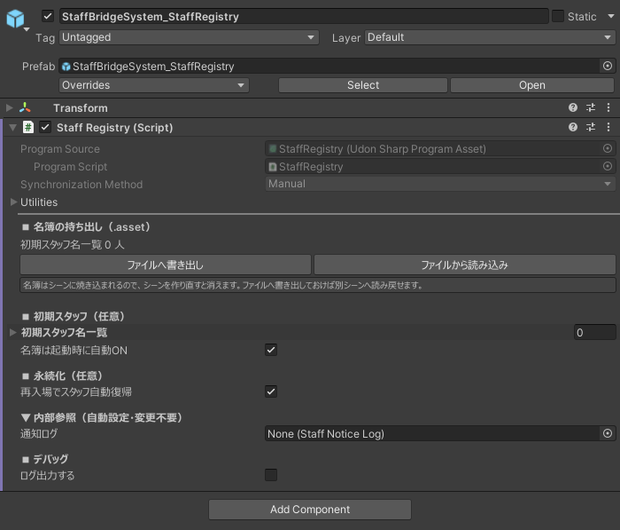 StaffBridgeSystem_StaffRegistry Static
Tag Untagged Layer Default
Prefab StaffBridgeSystem_StaffRegistry
Overrides Select Open
Transform
Staff Registry (Script)
Program Source StaffRegistry (Udon Sharp Program Asset)
Program Script StaffRegistry
Synchronization Method Manual
Utilities
■ 名簿の持ち出し（.asset）
初期スタッフ名一覧 0 人
ファイルへ書き出し ファイルから読み込み
名簿はシーンに焼き込まれるので、シーンを作り直すと消えます。ファイルへ書き出しておけば別シーンへ読み戻せます。
■ 初期スタッフ（任意）
初期スタッフ名一覧 0
名簿は起動時に自動ON
■ 永続化（任意）
再入場でスタッフ自動復帰
▼ 内部参照（自動設定・変更不要）
通知ログ None (Staff Notice Log)
■ デバッグ
ログ出力する
Add Component